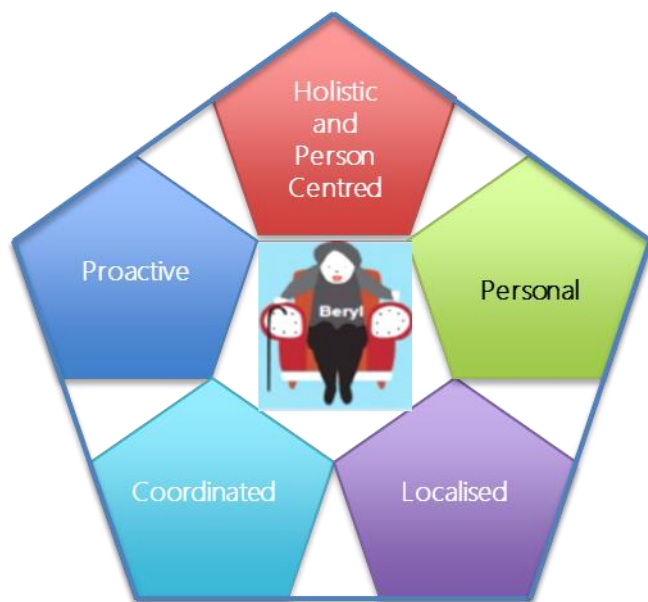 Holistic
and
Person
Centred
Proactive
Personal
Beryl
Coordinated
Localised